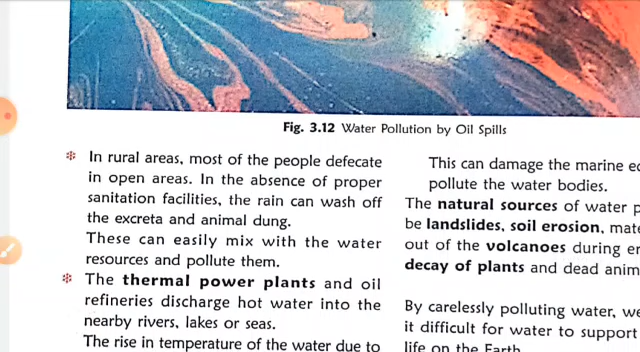 Fig. 3.12 Water Pollution by Oil Spills
In rural areas, most of the people defecate
in open areas. In the absence of proper
sanitation facilities, the rain can wash off
the excreta and animal dung.
These can easily mix with the water
resources and pollute them.
The thermal power plants and oil
refineries discharge hot water into the
nearby rivers, lakes or seas.
The rise in temperature of the water due to
This can damage the marine
pollute the water bodies.
The natural sources of water
be landslides, soil erosion,
out of the volcanoes during
decay of plants and dead
By carelessly polluting water,
it difficult for water to support
life on the Earth